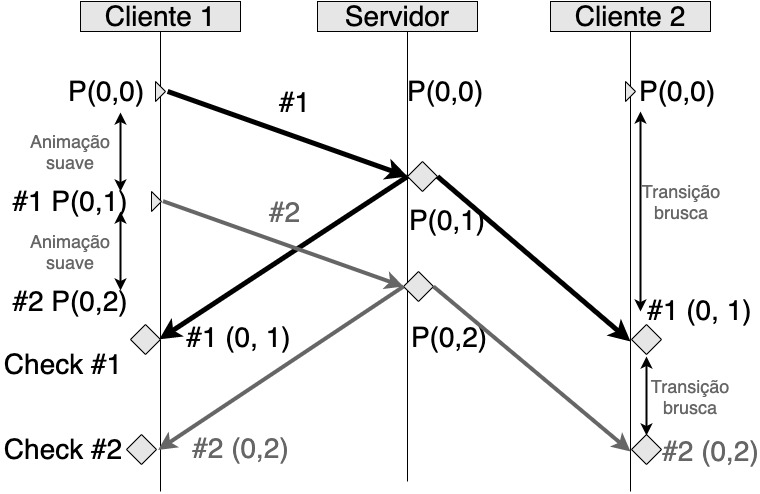 Cliente 1
Servidor
Cliente 2
P(0,0)
#1
P(0,0)
P(0,0)
Animação
suave
#1 P(0,1)
#2
P(0,1)
Transição
brusca
Animação
suave
#2 P(0,2)
#1 (0, 1)
P(0,2)
#1 (0, 1)
Check #1
Transição
brusca
Check #2
#2 (0,2)
#2 (0,2)